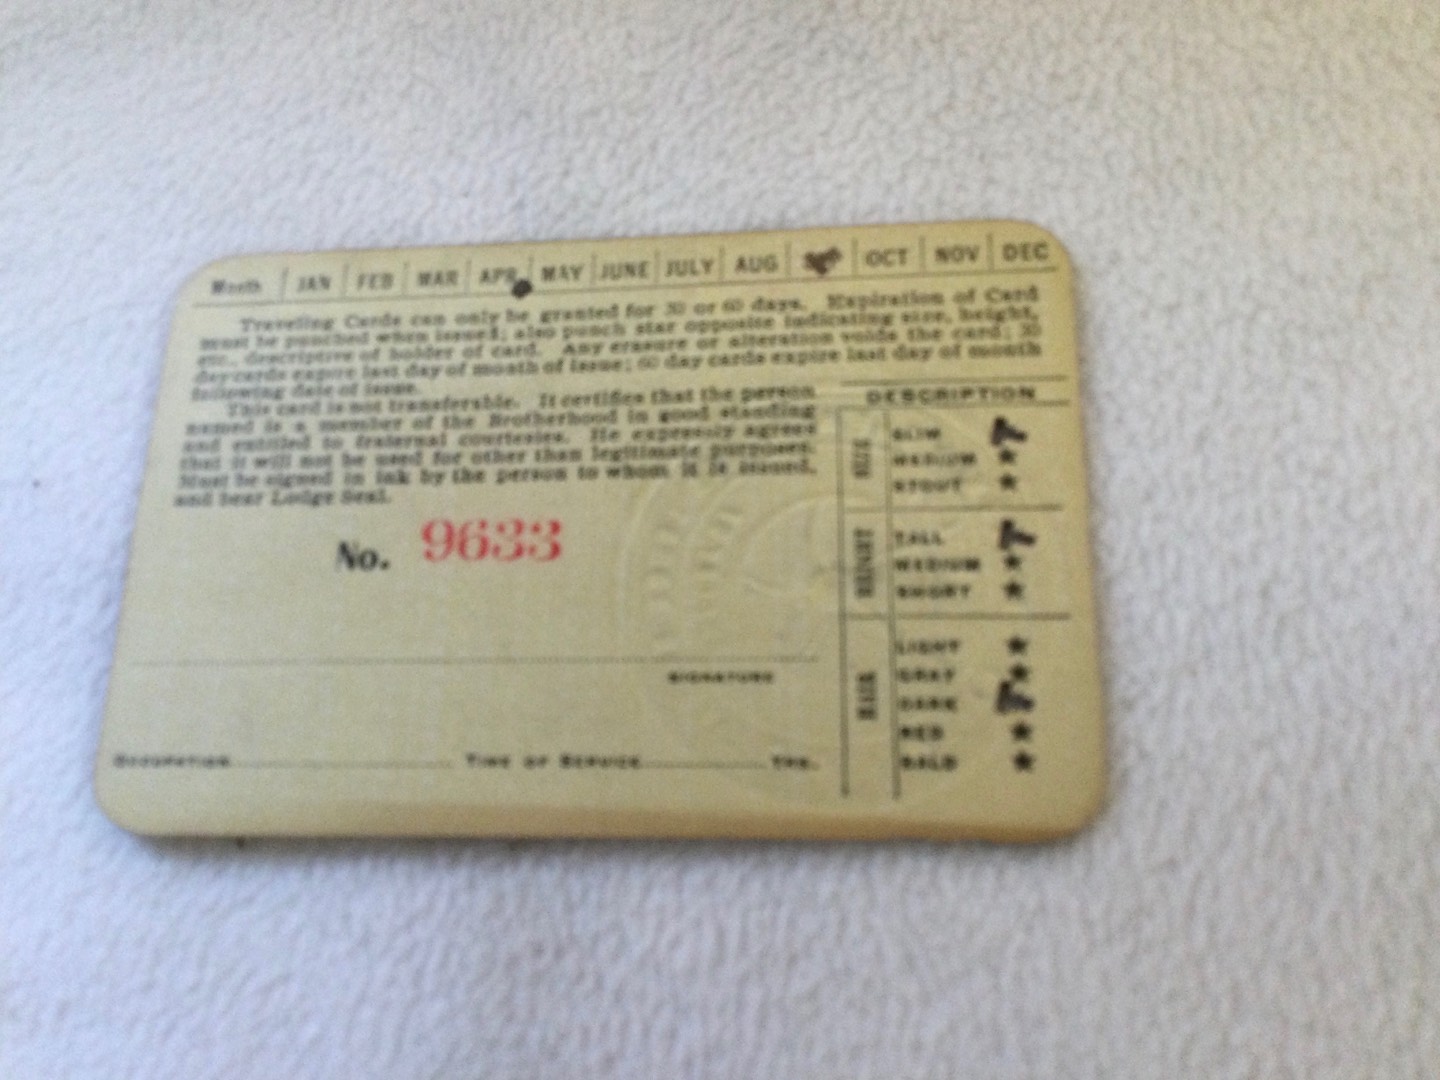 Month JAN FEB MAR APR MAY JUNE JULY AUG OCT NOV DEC
Traveling Cards can only be granted for 30 or 60 days. Expiration of Card
must be punched when issued; also punch star opposite indicating size, height,
etc., descriptive of holder of card. Any erasure or alteration voids the card; 30
day cards expire last day of month of issue; 60 day cards expire last day of month
following date of issue.
This card is not transferable. It certifies that the person
named is a member of the Brotherhood in good standing
and entitled to fraternal courtesies. He expressly agrees
that it will not be used for other than legitimate purposes.
Must be signed in ink by the person to whom it is issued,
and bear Lodge Seal.
No. 9633
SIGNATURE
OCCUPATION TIME OF SERVICE YRS.
DESCRIPTION
SIZE
SLIM
MEDIUM
STOUT
HEIGHT
TALL
MEDIUM
SHORT
HAIR
LIGHT
GRAY
DARK
RED
BALD